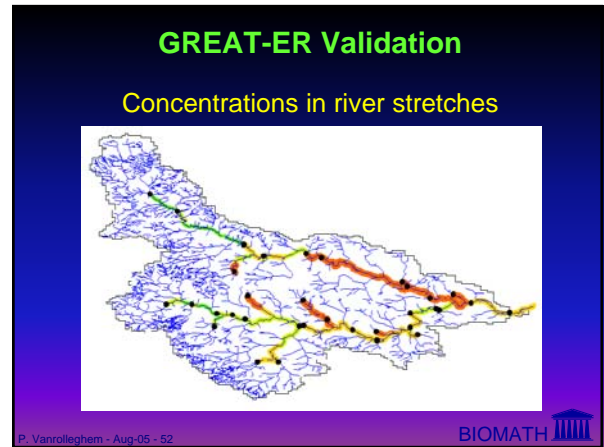 GREAT-ER Validation
Concentrations in river stretches
P. Vanrolleghem - Aug-05 - 52
BIOMATH